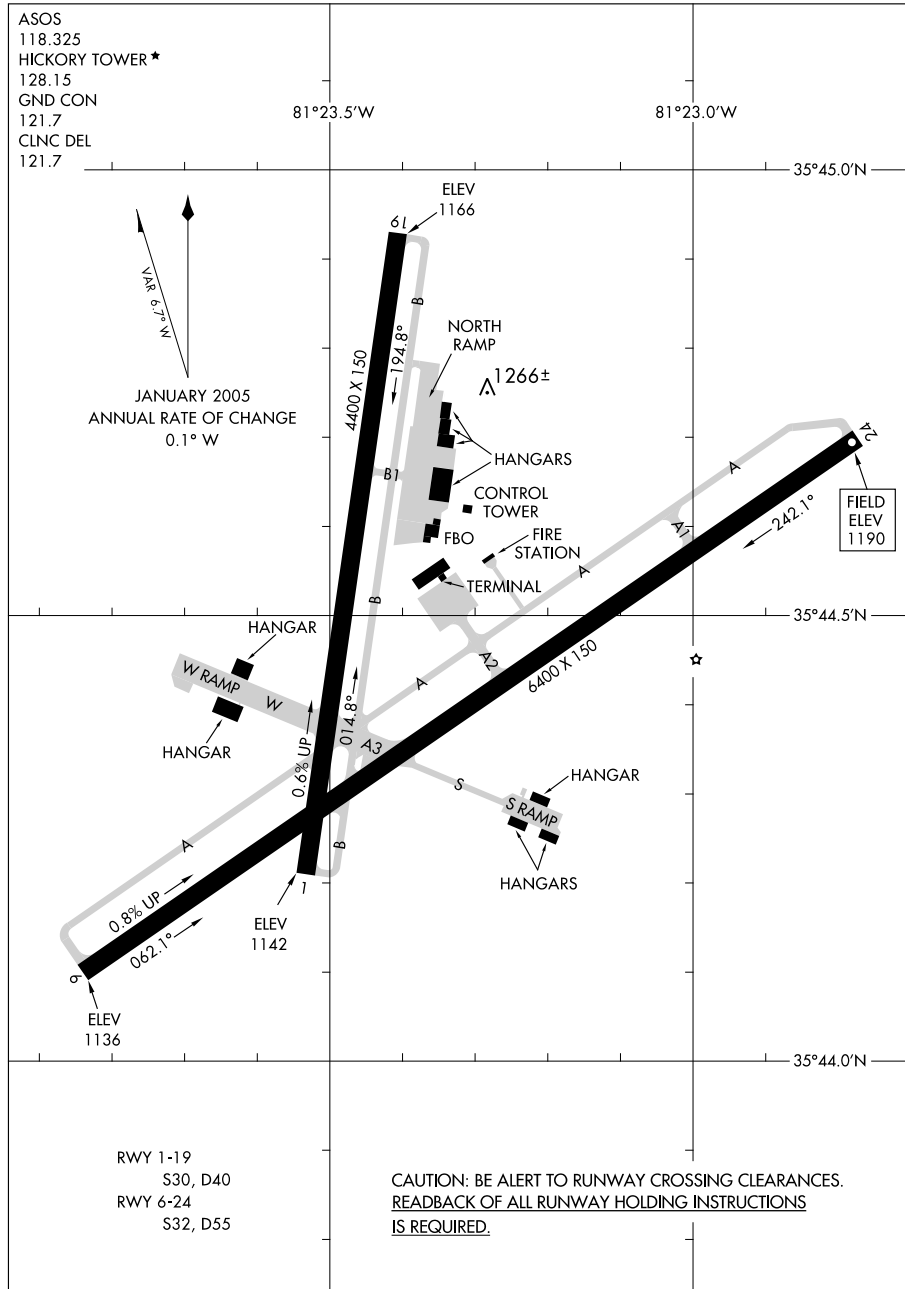 ASOS
118.325
HICKORY TOWER★
128.15
GND CON
121.7
CLNC DEL
121.7
81°23.5'W
81°23.0'W
35°45.0'N
VAR 6.7° W
JANUARY 2005
ANNUAL RATE OF CHANGE
0.1° W
ELEV
1166
19
B
NORTH
RAMP
194.8°
4400 X 150
1266±
HANGARS
B1
CONTROL
TOWER
FBO
FIRE
STATION
TERMINAL
24
A
A1
242.1°
FIELD
ELEV
1190
A
B
35°44.5'N
HANGAR
W RAMP
W
HANGAR
A2
6400 X 150
A
014.8°
0.6% UP
A3
S
HANGAR
S RAMP
HANGARS
A
B
1
ELEV
1142
0.8% UP
062.1°
6
ELEV
1136
35°44.0'N
RWY 1-19
S30, D40
RWY 6-24
S32, D55
CAUTION: BE ALERT TO RUNWAY CROSSING CLEARANCES.
READBACK OF ALL RUNWAY HOLDING INSTRUCTIONS
IS REQUIRED.